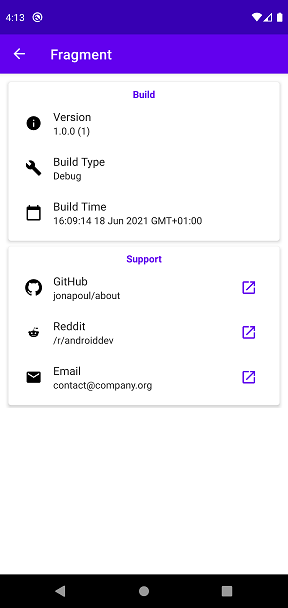 4:13
Fragment
Build
Version
1.0.0 (1)
Build Type
Debug
Build Time
16:09:14 18 Jun 2021 GMT+01:00
Support
GitHub
jonapoul/about
Reddit
/r/androiddev
Email
contact@company.org